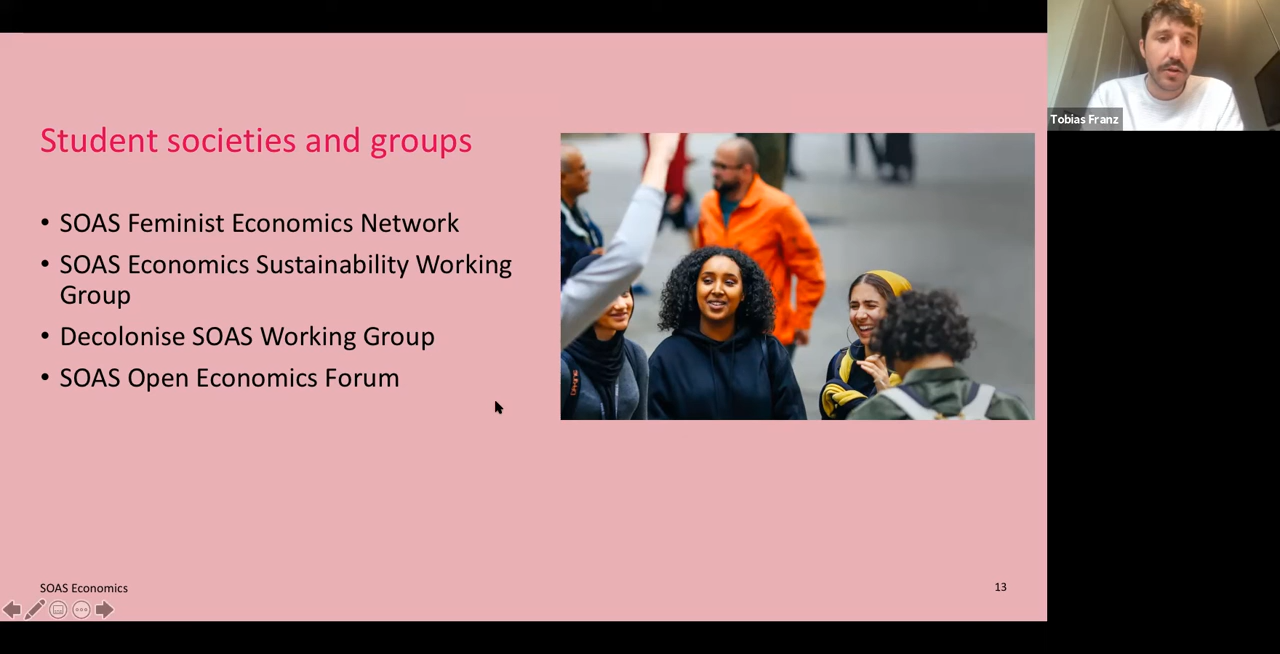 Tobias Franz
Student societies and groups
• SOAS Feminist Economics Network
• SOAS Economics Sustainability Working
Group
• Decolonise SOAS Working Group
• SOAS Open Economics Forum
SOAS Economics
13